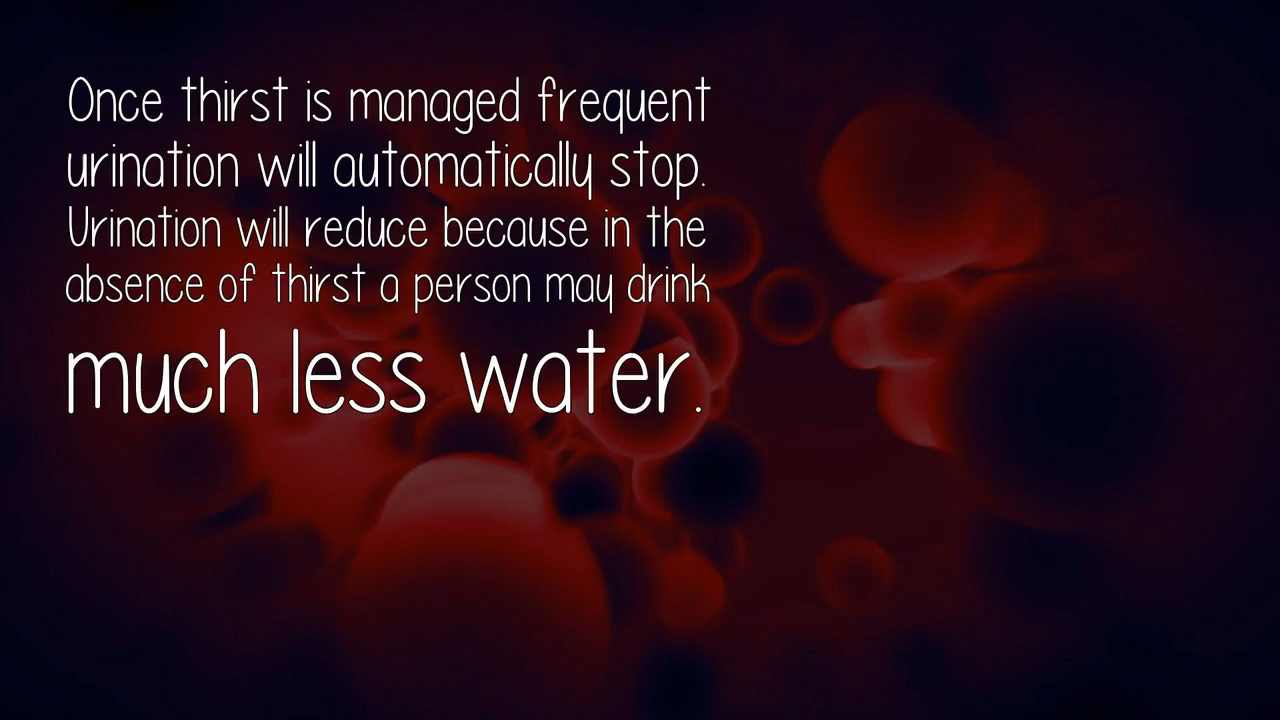 Once thirst is managed frequent
urination will automatically stop.
Urination will reduce because in the
absence of thirst a person may drink
much less water.